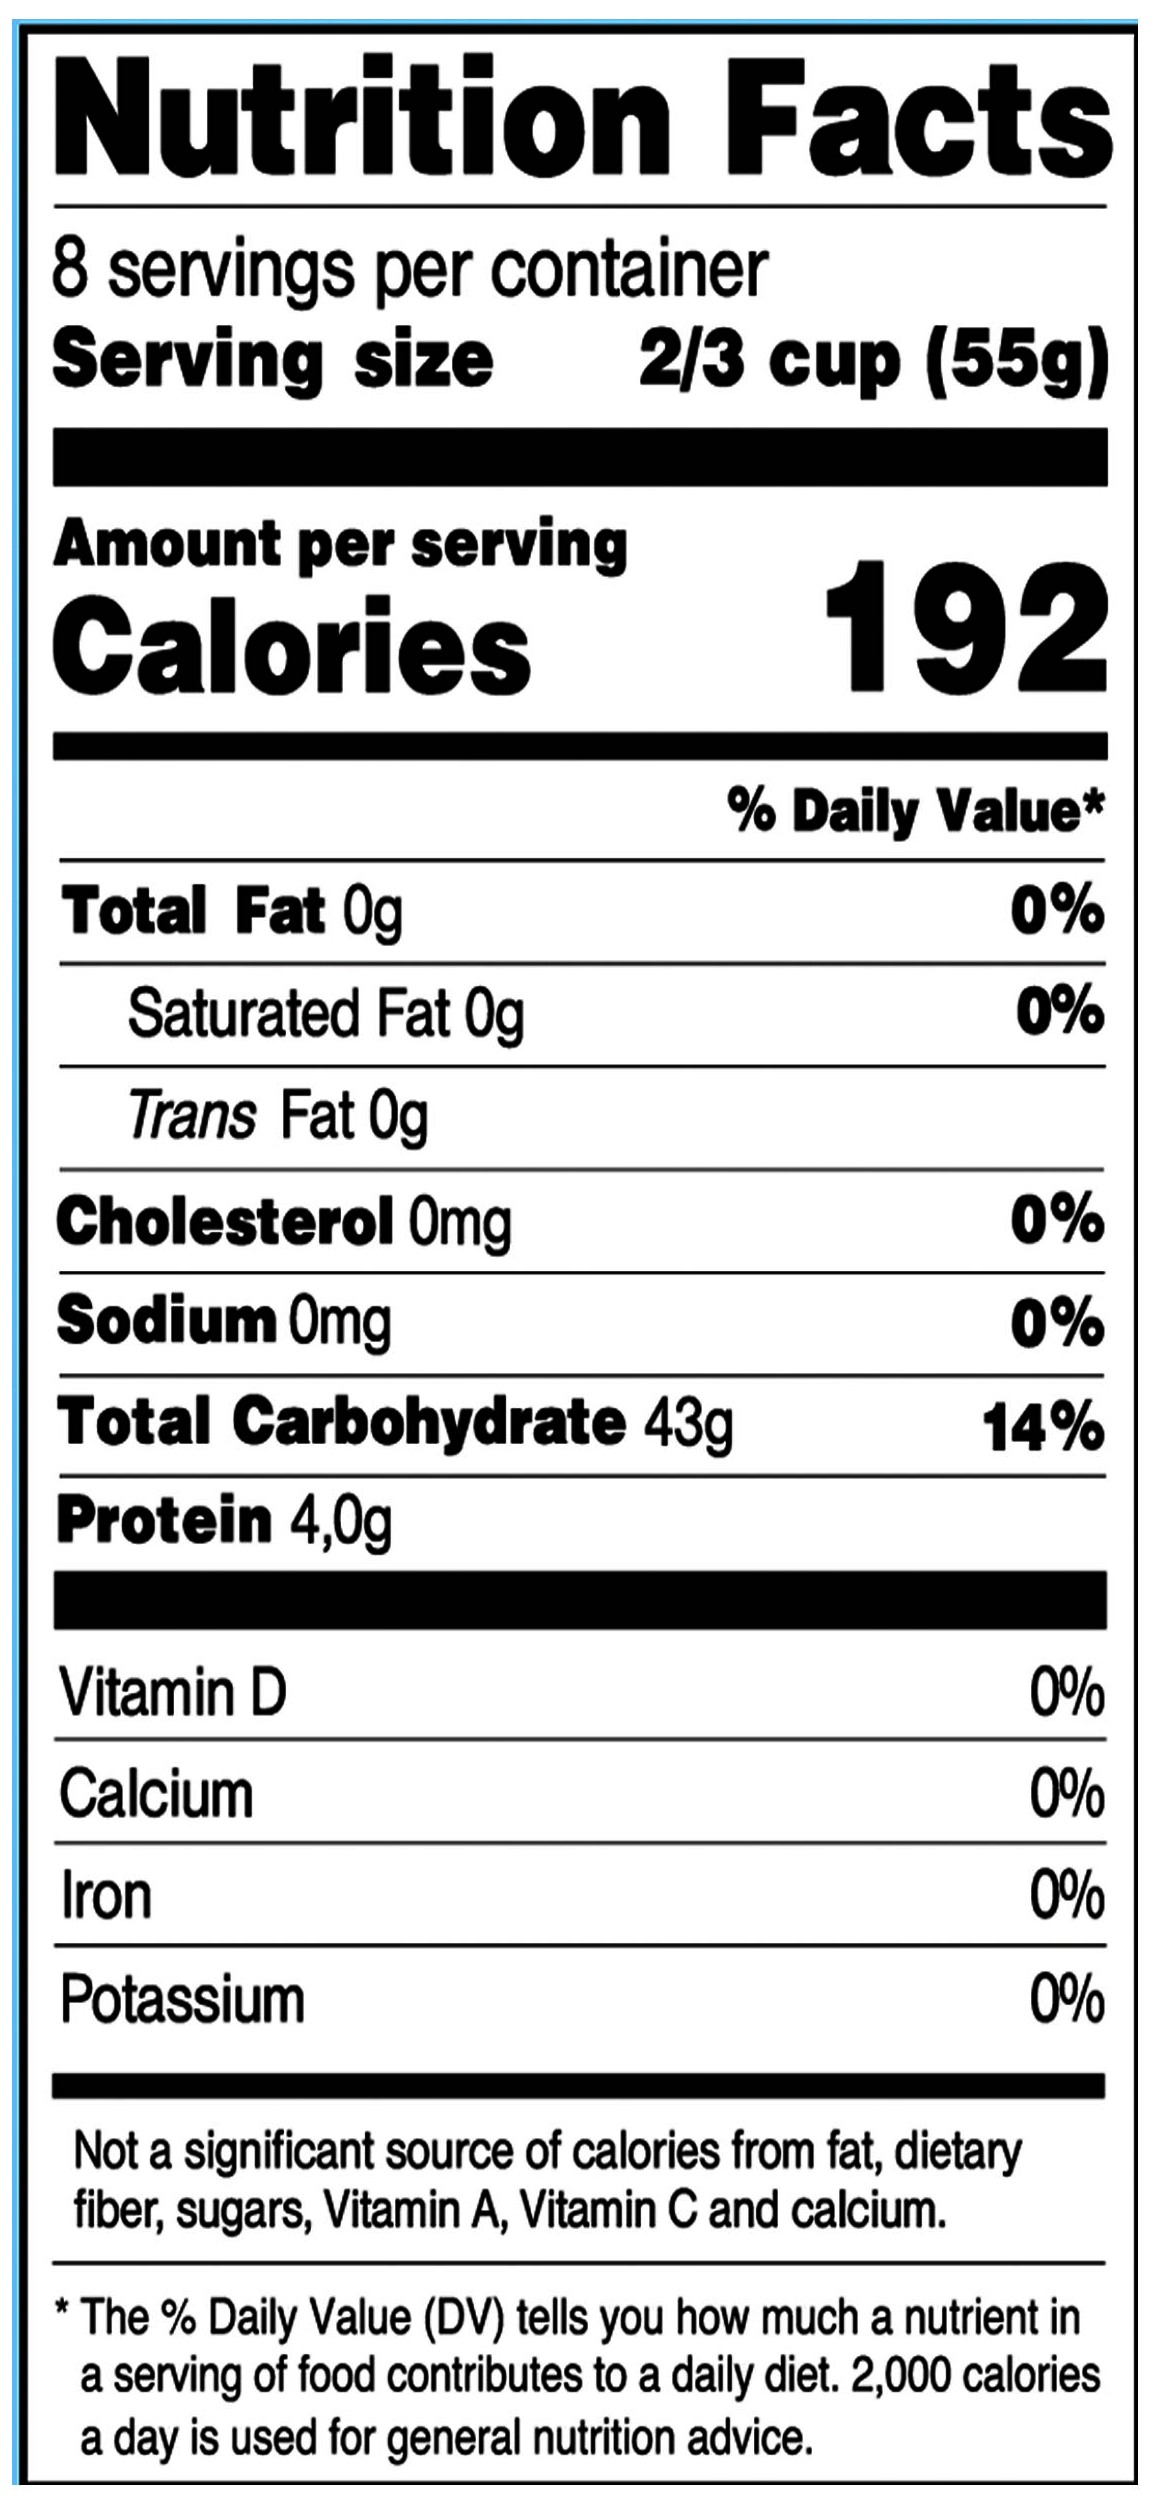 Nutrition Facts
8 servings per container
Serving size 2/3 cup (55g)
Amount per serving
Calories 192
% Daily Value*
Total Fat 0g 0%
Saturated Fat 0g 0%
Trans Fat 0g
Cholesterol 0mg 0%
Sodium 0mg 0%
Total Carbohydrate 43g 14%
Protein 4,0g
Vitamin D 0%
Calcium 0%
Iron 0%
Potassium 0%
Not a significant source of calories from fat, dietary
fiber, sugars, Vitamin A, Vitamin C and calcium.
* The % Daily Value (DV) tells you how much a nutrient in
a serving of food contributes to a daily diet. 2,000 calories
a day is used for general nutrition advice.